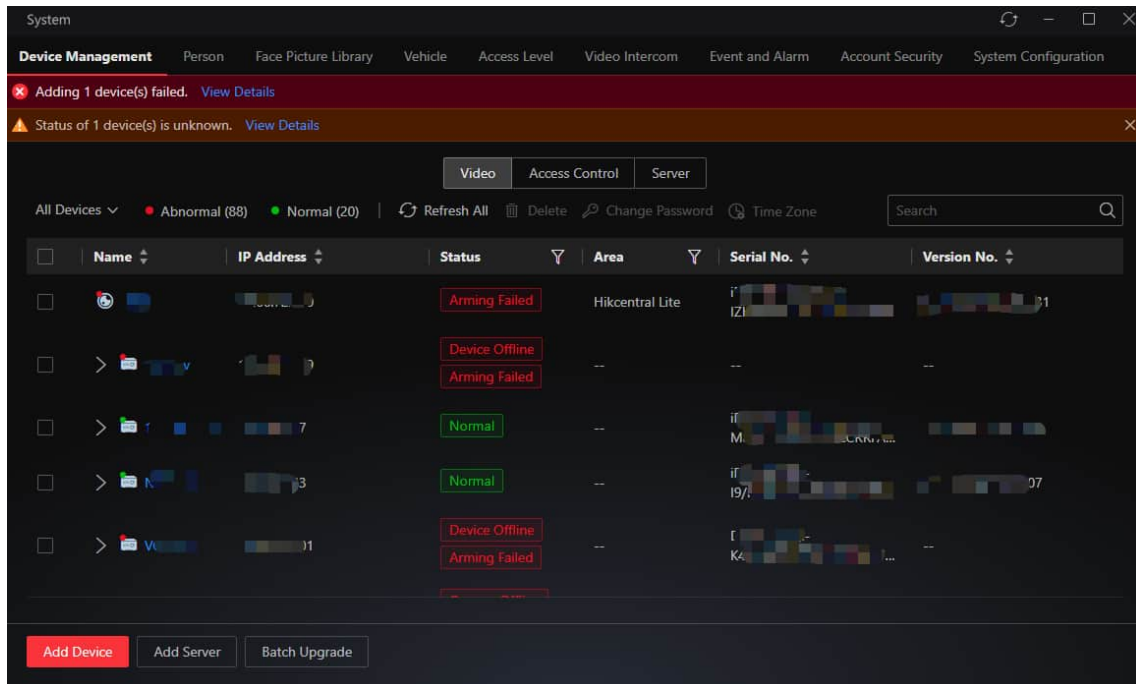 System
Device Management Person Face Picture Library Vehicle Access Level Video Intercom Event and Alarm Account Security System Configuration
Adding 1 device(s) failed. View Details
Status of 1 device(s) is unknown. View Details
Video Access Control Server
All Devices Abnormal (88) Normal (20) Refresh All Delete Change Password Time Zone Search
Name IP Address Status Area Serial No. Version No.
Arming Failed Hikcentral Lite
Device Offline
Arming Failed -- -- --
Normal --
Normal --
Device Offline
Arming Failed -- --
Add Device Add Server Batch Upgrade